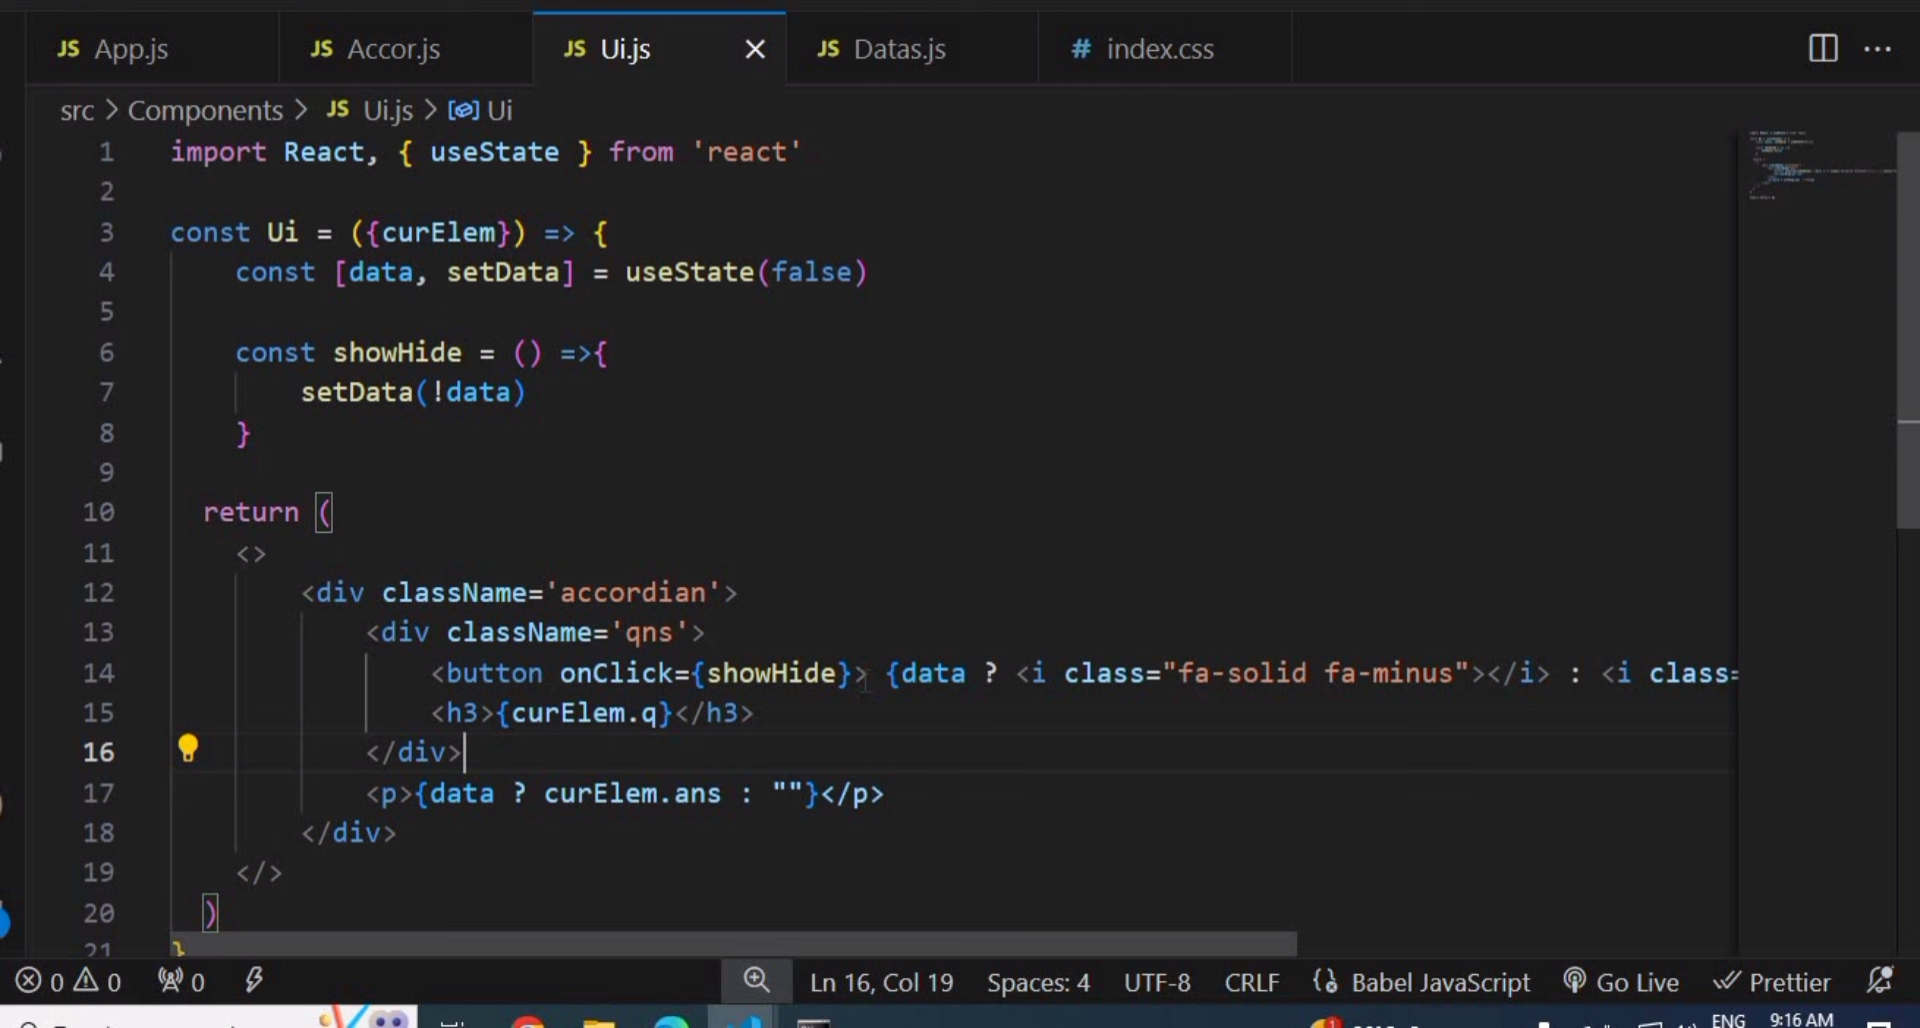 JS App.js
JS Accor.js
JS Ui.js
JS Datas.js
# index.css
src > Components > JS Ui.js > Ui
1 import React, { useState } from 'react'
2
3 const Ui = ({curElem}) => {
4 const [data, setData] = useState(false)
5
6 const showHide = () =>{
7 setData(!data)
8 }
9
10 return (
11 <>
12 <div className='accordian'>
13 <div className='qns'>
14 <button onClick={showHide}> {data ? <i class="fa-solid fa-minus"></i> : <i class=
15 <h3>{curElem.q}</h3>
16 </div>
17 <p>{data ? curElem.ans : ""}</p>
18 </div>
19 </>
20 )
21 }
0 0 0 Ln 16, Col 19 Spaces: 4 UTF-8 CRLF Babel JavaScript Go Live Prettier
ENG 9:16 AM